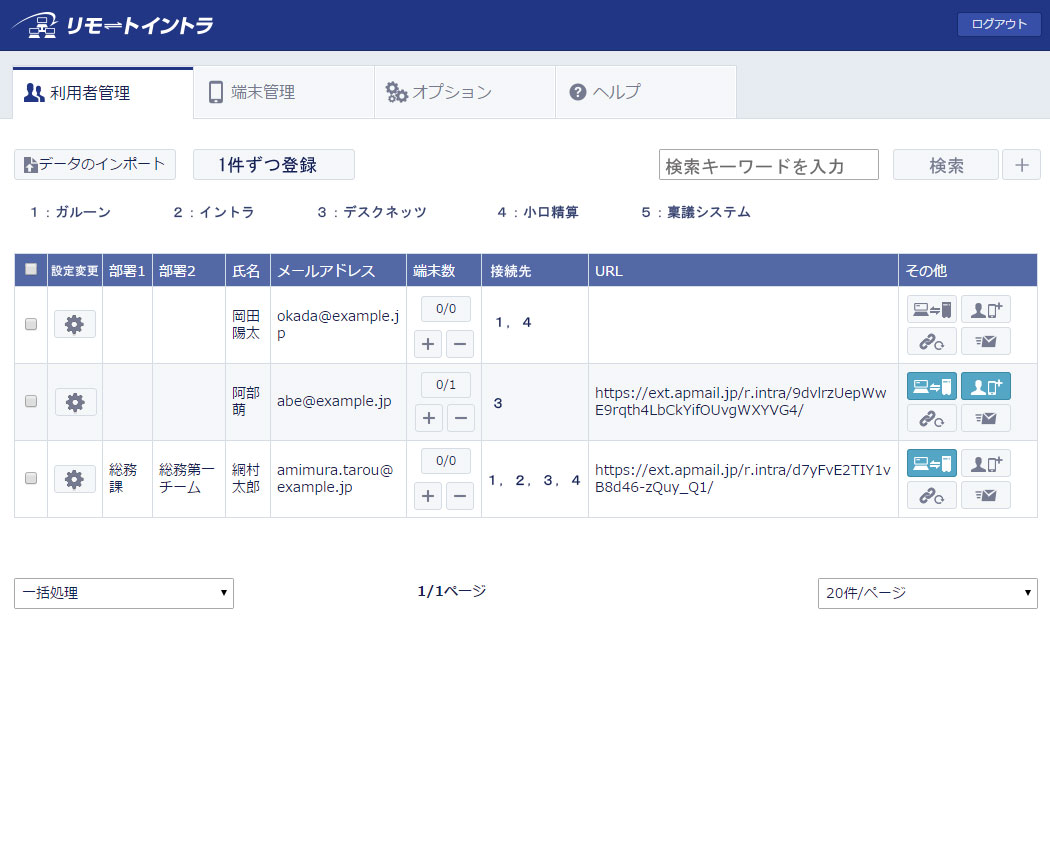 リモートイントラ
ログアウト
利用者管理
端末管理
オプション
ヘルプ
データのインポート
1件ずつ登録
検索キーワードを入力
検索
1：ガルーン
2：イントラ
3：デスクネッツ
4：小口精算
5：稟議システム
設定変更 部署1 部署2 氏名 メールアドレス 端末数 接続先 URL その他
岡田
陽太
okada@example.j
p
0/0
1, 4
阿部
萌
abe@example.jp
0/1
3
https://ext.apmail.jp/r.intra/9dvlrzUepWw
E9rqth4LbCkYifOUvgWXYVG4/
総務
課
総務第一
チーム
網村
太郎
amimura.tarou@
example.jp
0/0
1, 2, 3, 4
https://ext.apmail.jp/r.intra/d7yFvE2TIY1v
B8d46-zQuy_Q1/
一括処理
1/1ページ
20件/ページ